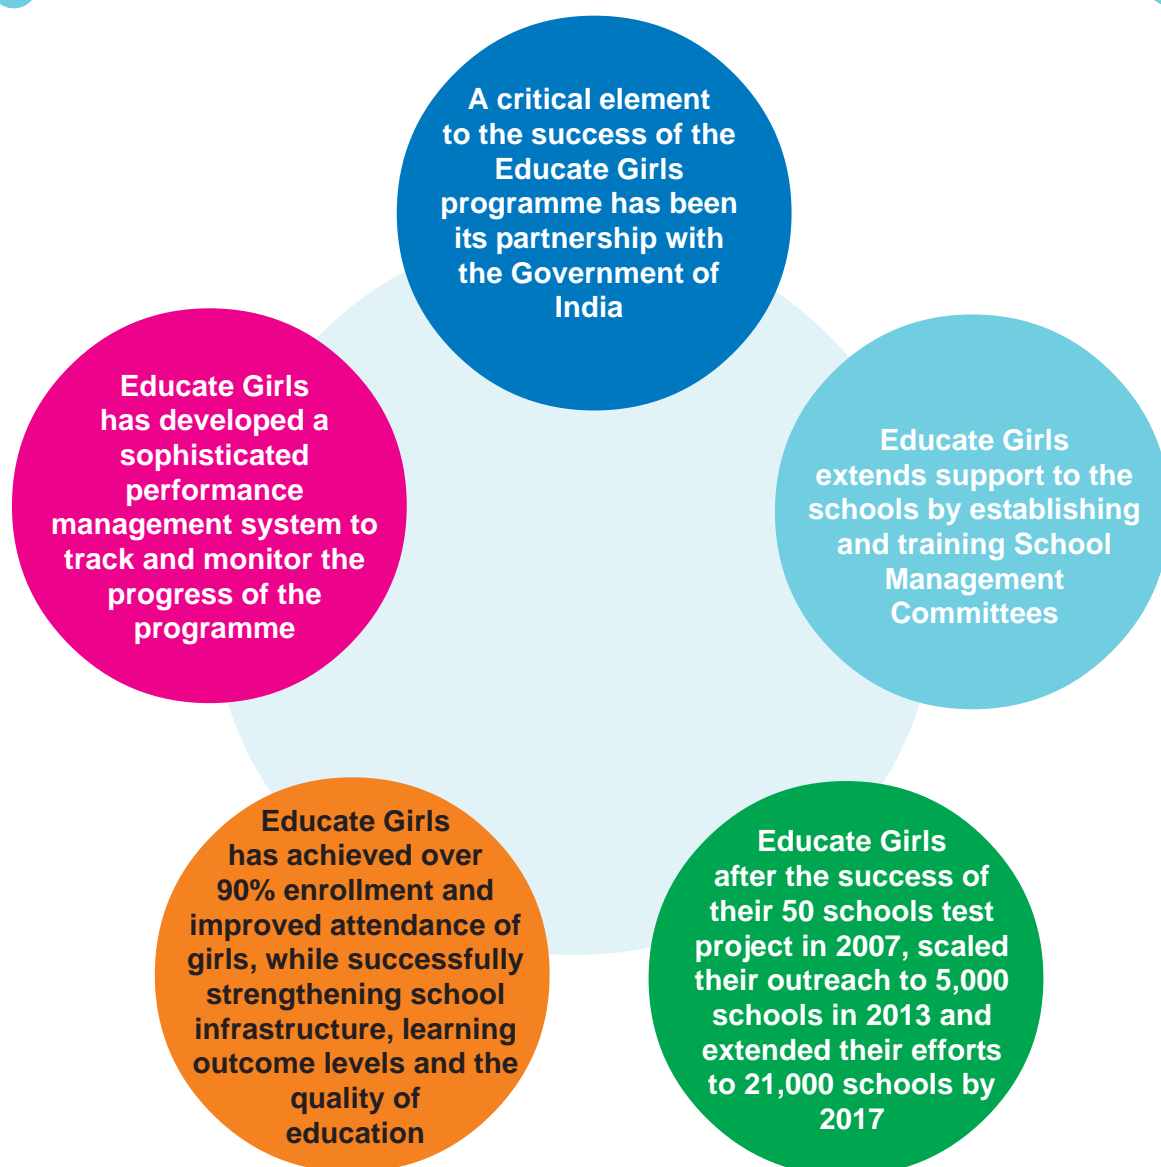 A critical element
to the success of the
Educate Girls
programme has been
its partnership with
the Government of
India
Educate Girls
has developed a
sophisticated
performance
management system to
track and monitor the
progress of the
programme
Educate Girls
extends support to the
schools by establishing
and training School
Management
Committees
Educate Girls
has achieved over
90% enrollment and
improved attendance of
girls, while successfully
strengthening school
infrastructure, learning
outcome levels and the
quality of
education
Educate Girls
after the success of
their 50 schools test
project in 2007, scaled
their outreach to 5,000
schools in 2013 and
extended their efforts
to 21,000 schools by
2017